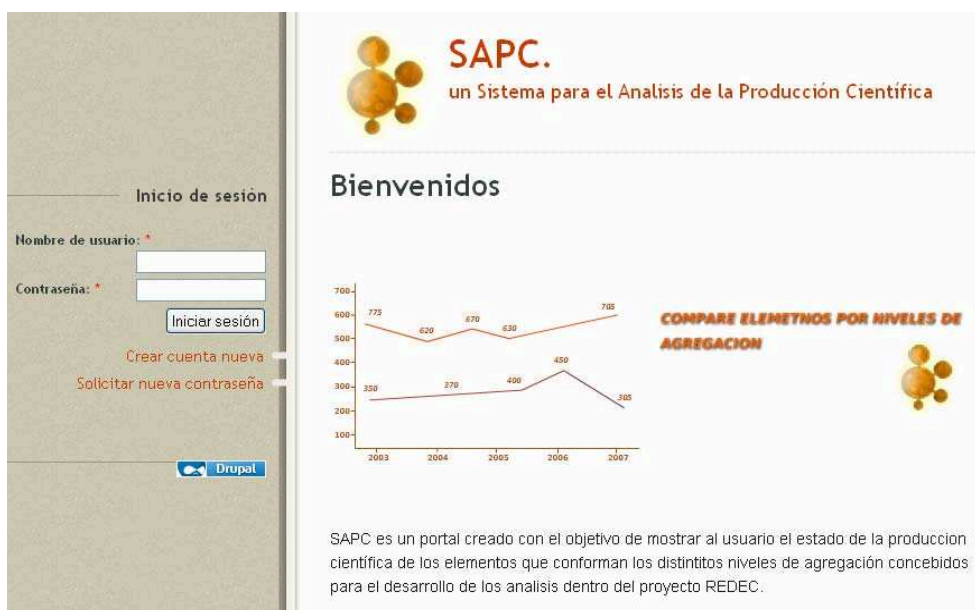 SAPC.
un Sistema para el Analisis de la Producción Científica
Inicio de sesión
Nombre de usuario: *
Contraseña: *
Iniciar sesión
Crear cuenta nueva
Solicitar nueva contraseña
Drupal
Bienvenidos
700
600
500
400
300
200
100
775
620
670
630
705
350
370
400
450
305
2003
2004
2005
2006
2007
COMPARE ELEMETNOS POR NIVELES DE
AGREGACION
SAPC es un portal creado con el objetivo de mostrar al usuario el estado de la produccion
científica de los elementos que conforman los distintitos niveles de agregación concebidos
para el desarrollo de los analisis dentro del proyecto REDEC.